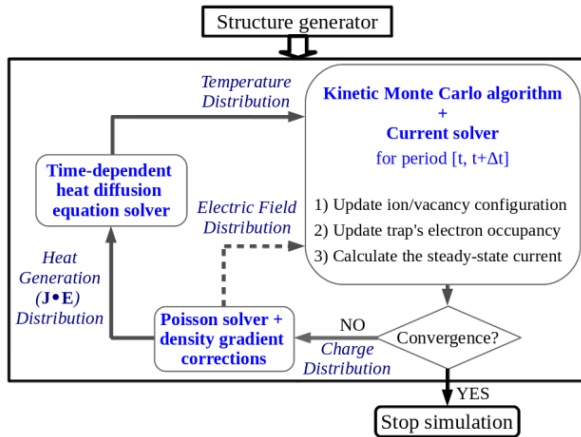 Structure generator
Temperature
Distribution
Kinetic Monte Carlo algorithm
+
Current solver
for period [t, t+Δt]
1) Update ion/vacancy configuration
2) Update trap's electron occupancy
3) Calculate the steady-state current
Time-dependent
heat diffusion
equation solver
Electric Field
Distribution
Heat
Generation
(J•E)
Distribution
Poisson solver +
density gradient
corrections
NO
Charge
Distribution
Convergence?
YES
Stop simulation